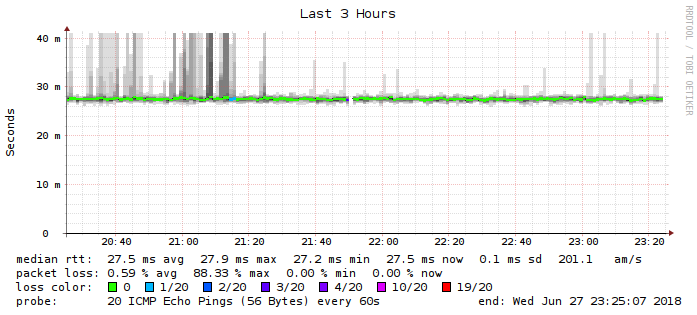 Last 3 Hours
RRDTOOL / TOBI OETIKER
Seconds
40 m
30 m
20 m
10 m
0
20:40 21:00 21:20 21:40 22:00 22:20 22:40 23:00 23:20
median rtt: 27.5 ms avg 27.9 ms max 27.2 ms min 27.5 ms now 0.1 ms sd 201.1 am/s
packet loss: 0.59 % avg 88.33 % max 0.00 % min 0.00 % now
loss color: 0 1/20 2/20 3/20 4/20 10/20 19/20
probe: 20 ICMP Echo Pings (56 Bytes) every 60s end: Wed Jun 27 23:25:07 2018